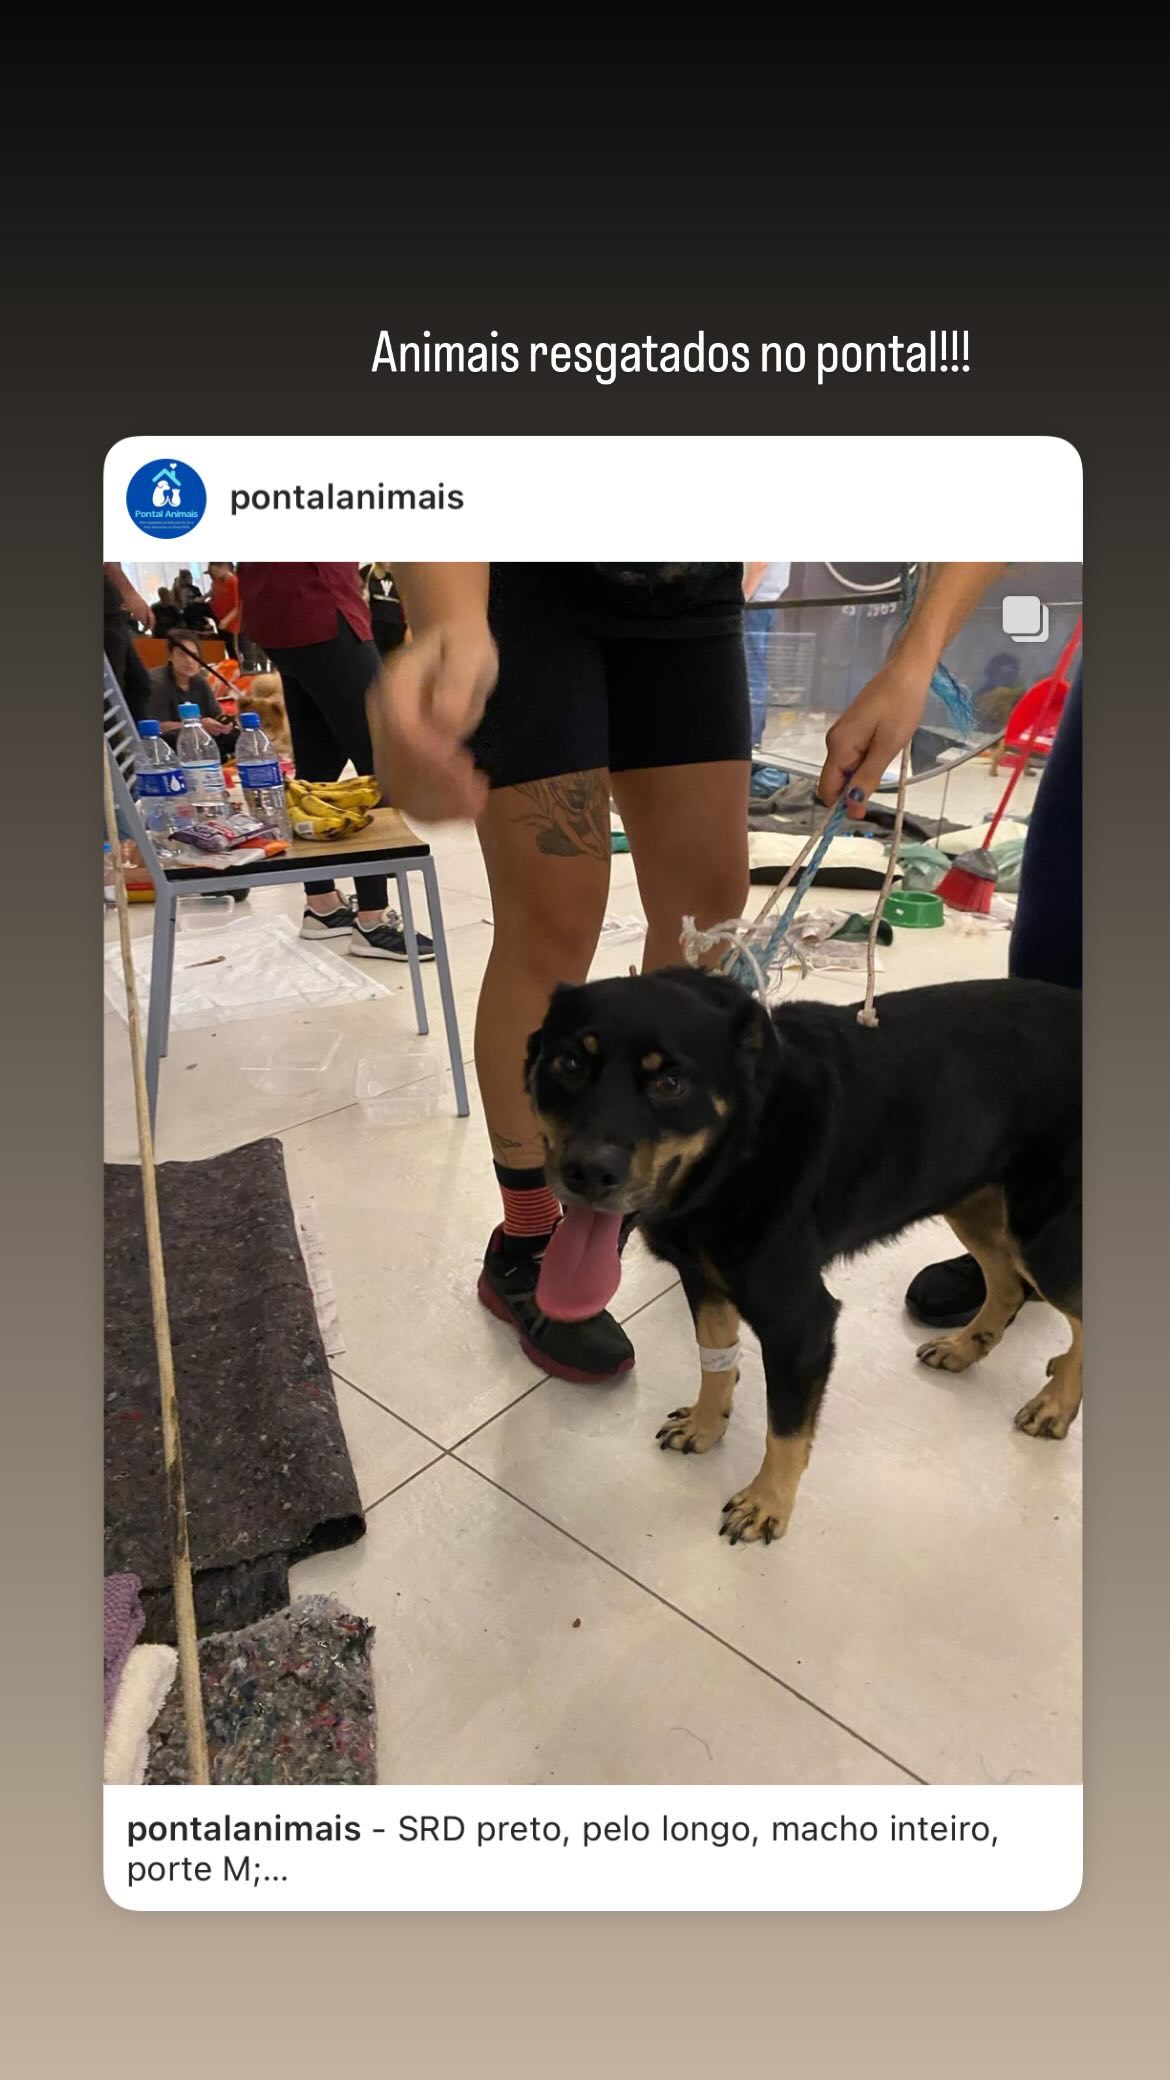 Animais resgatados no pontal!!!
Pontal Animais
pontalanimais
pontalanimais - SRD preto, pelo longo, macho inteiro,
porte M;...